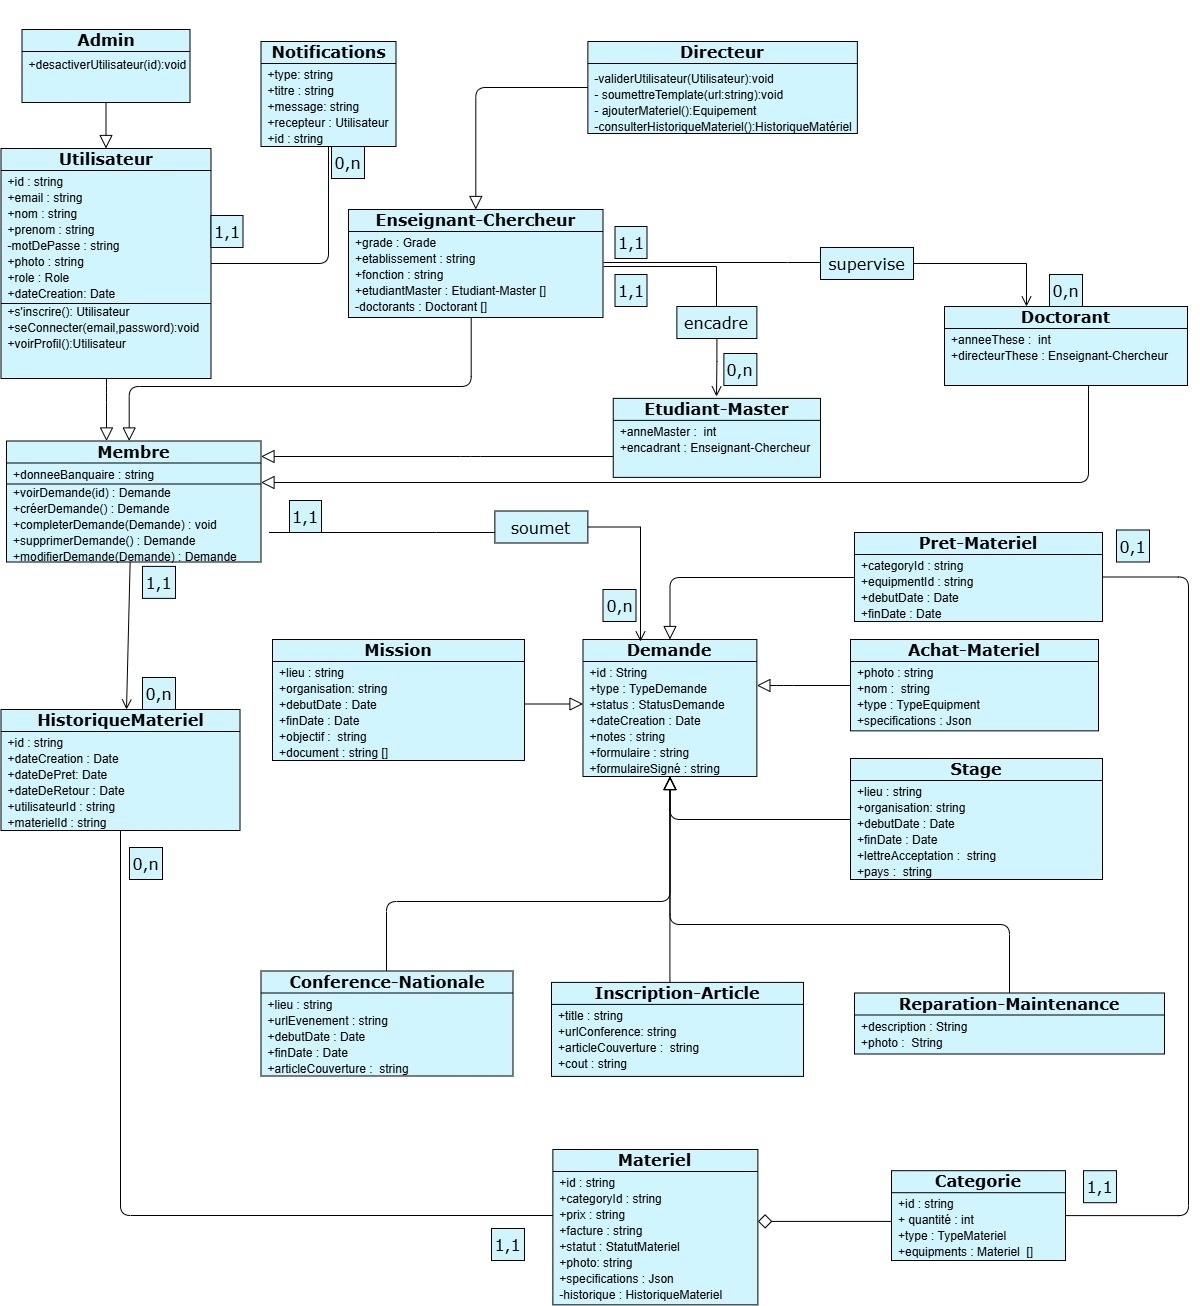 Admin
+desactiverUtilisateur(id):void
Notifications
+type: string
+titre : string
+message: string
+recepteur : Utilisateur
+id : string
0,n
Directeur
-validerUtilisateur(Utilisateur):void
- soumettreTemplate(url:string):void
- ajouterMateriel():Equipement
-consulterHistoriqueMateriel():HistoriqueMatériel
Utilisateur
+id : string
+email : string
+nom : string
+prenom : string
-motDePasse : string
+photo : string
+role : Role
+dateCreation: Date
+s'inscrire(): Utilisateur
+seConnecter(email,password):void
+voirProfil():Utilisateur
1,1
Enseignant-Chercheur
+grade : Grade
+etablissement : string
+fonction : string
+etudiantMaster : Etudiant-Master []
-doctorants : Doctorant []
1,1
1,1
supervise
encadre
0,n
0,n
Doctorant
+anneeThese :  int
+directeurThese : Enseignant-Chercheur
Etudiant-Master
+anneMaster :  int
+encadrant : Enseignant-Chercheur
Membre
+donneeBanquaire : string
+voirDemande(id) : Demande
+créerDemande() : Demande
+completerDemande(Demande) : void
+supprimerDemande() : Demande
+modifierDemande(Demande) : Demande
1,1
soumet
0,n
1,1
0,n
Pret-Materiel
+categoryId : string
+equipmentId : string
+debutDate : Date
+finDate : Date
0,1
Mission
+lieu : string
+organisation: string
+debutDate : Date
+finDate : Date
+objectif :  string
+document : string []
Demande
+id : String
+type : TypeDemande
+status : StatusDemande
+dateCreation : Date
+notes : string
+formulaire : string
+formulaireSigné : string
Achat-Materiel
+photo : string
+nom :  string
+type : TypeEquipment
+specifications : Json
HistoriqueMateriel
+id : string
+dateCreation : Date
+dateDePret: Date
+dateDeRetour : Date
+utilisateurId : string
+materielId : string
0,n
Stage
+lieu : string
+organisation: string
+debutDate : Date
+finDate : Date
+lettreAcceptation :  string
+pays :  string
Conference-Nationale
+lieu : string
+urlEvenement : string
+debutDate : Date
+finDate : Date
+articleCouverture :  string
Inscription-Article
+title : string
+urlConference: string
+articleCouverture :  string
+cout : string
Reparation-Maintenance
+description : String
+photo :  String
Materiel
+id : string
+categoryId : string
+prix : string
+facture : string
+statut : StatutMateriel
+photo: string
+specifications : Json
-historique : HistoriqueMateriel
1,1
Categorie
+id : string
+ quantité : int
+type : TypeMateriel
+equipments : Materiel  []
1,1